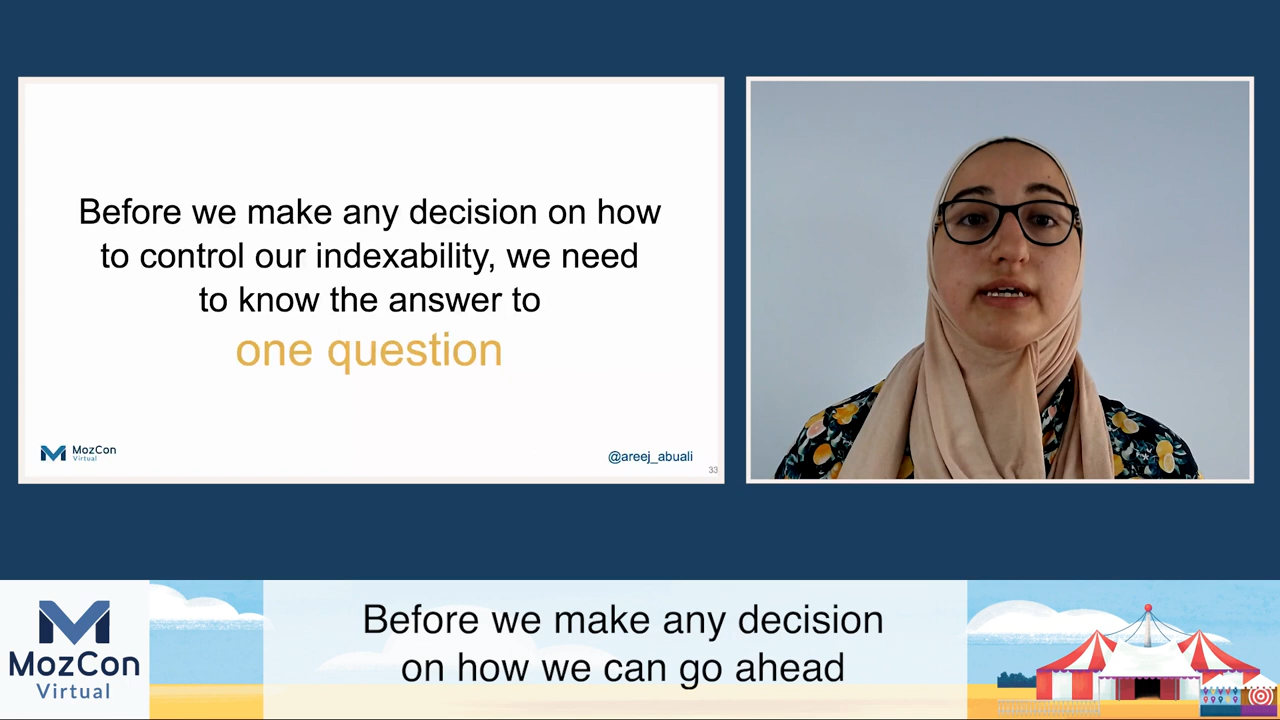 Before we make any decision on how
to control our indexability, we need
to know the answer to
one question
MozCon
Virtual
@areej_abuali
33
MozCon
Virtual
Before we make any decision
on how we can go ahead